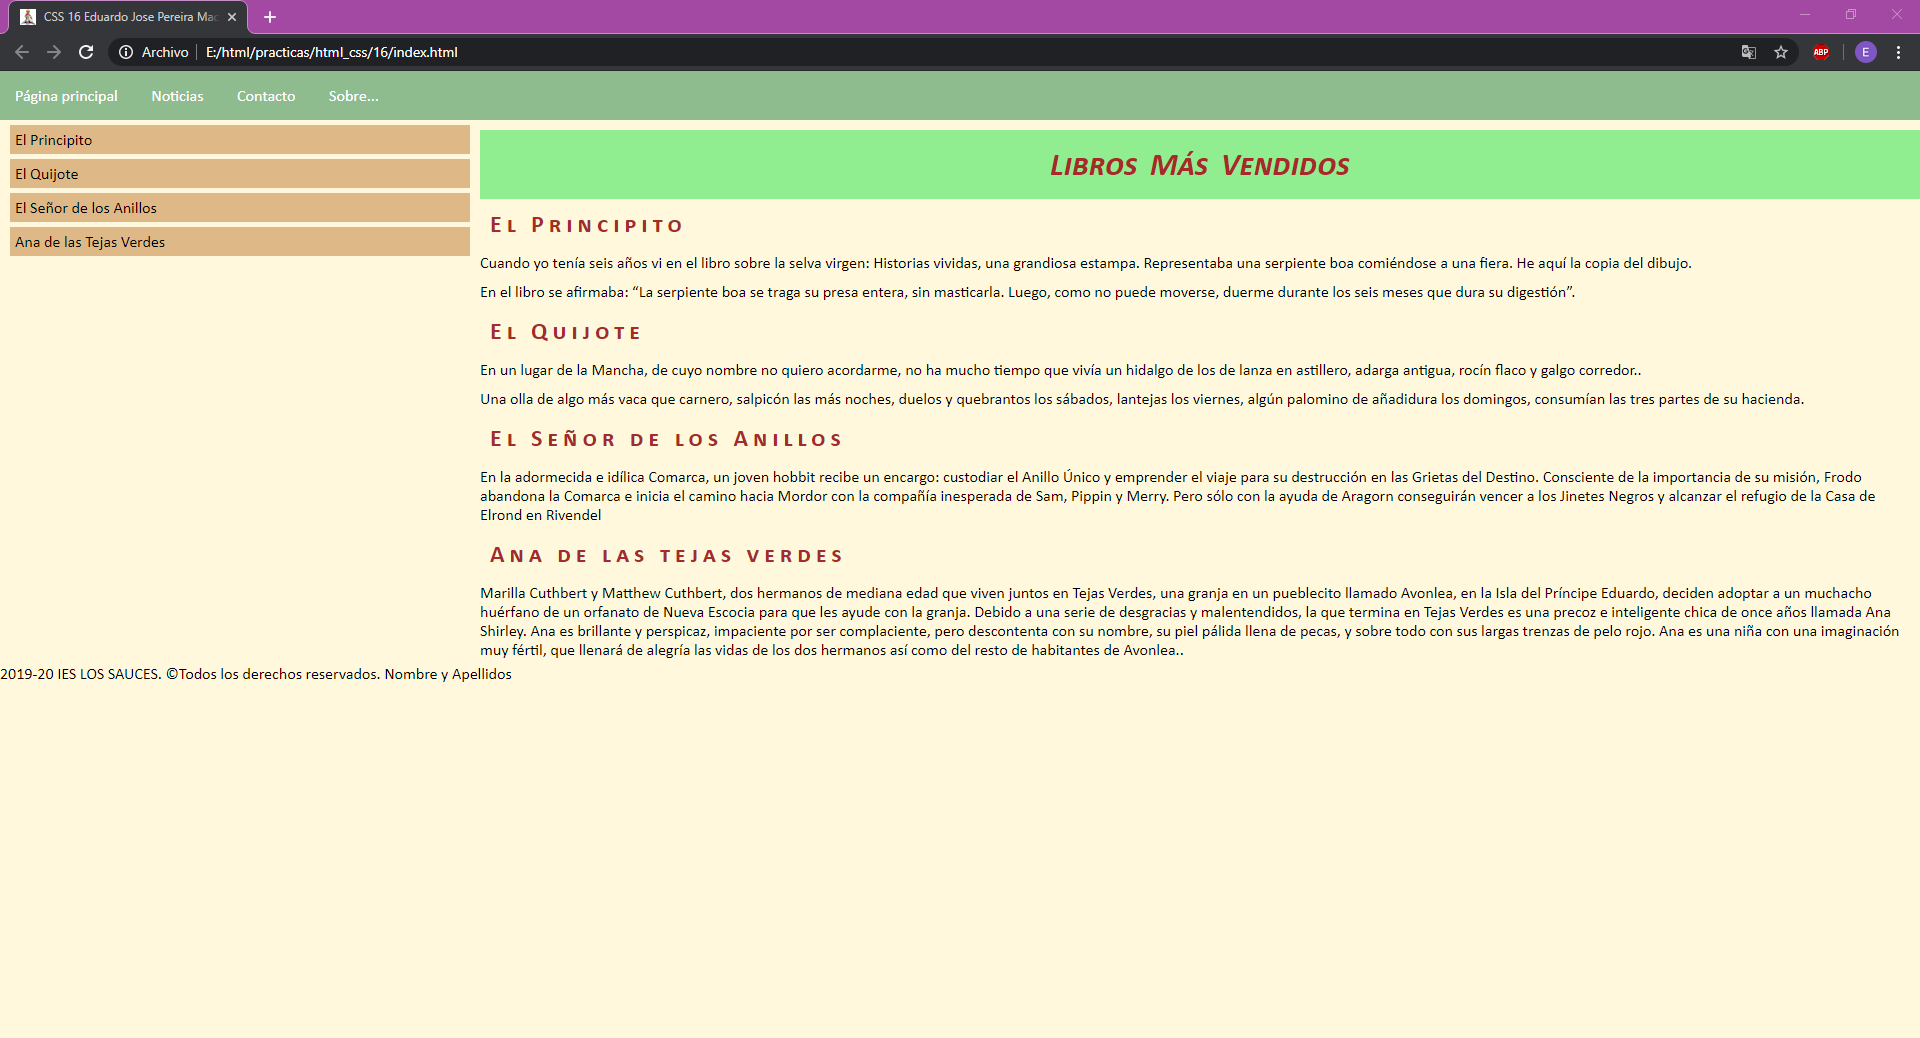 CSS 16 Eduardo Jose Pereira Mac
Archivo E:/html/practicas/html_css/16/index.html
ABP
E
Página principal Noticias Contacto Sobre...
El Principito
El Quijote
El Señor de los Anillos
Ana de las Tejas Verdes
Libros Más Vendidos
El Principito
Cuando yo tenía seis años vi en el libro sobre la selva virgen: Historias vividas, una grandiosa estampa. Representaba una serpiente boa comiéndose a una fiera. He aquí la copia del dibujo.
En el libro se afirmaba: “La serpiente boa se traga su presa entera, sin masticarla. Luego, como no puede moverse, duerme durante los seis meses que dura su digestión”.
El Quijote
En un lugar de la Mancha, de cuyo nombre no quiero acordarme, no ha mucho tiempo que vivía un hidalgo de los de lanza en astillero, adarga antigua, rocín flaco y galgo corredor..
Una olla de algo más vaca que carnero, salpicón las más noches, duelos y quebrantos los sábados, lantejas los viernes, algún palomino de añadidura los domingos, consumían las tres partes de su hacienda.
El Señor de los Anillos
En la adormecida e idílica Comarca, un joven hobbit recibe un encargo: custodiar el Anillo Único y emprender el viaje para su destrucción en las Grietas del Destino. Consciente de la importancia de su misión, Frodo
abandona la Comarca e inicia el camino hacia Mordor con la compañía inesperada de Sam, Pippin y Merry. Pero sólo con la ayuda de Aragorn conseguirán vencer a los Jinetes Negros y alcanzar el refugio de la Casa de
Elrond en Rivendel
Ana de las tejas verdes
Marilla Cuthbert y Matthew Cuthbert, dos hermanos de mediana edad que viven juntos en Tejas Verdes, una granja en un pueblecito llamado Avonlea, en la Isla del Príncipe Eduardo, deciden adoptar a un muchacho
huérfano de un orfanato de Nueva Escocia para que les ayude con la granja. Debido a una serie de desgracias y malentendidos, la que termina en Tejas Verdes es una precoz e inteligente chica de once años llamada Ana
Shirley. Ana es brillante y perspicaz, impaciente por ser complaciente, pero descontenta con su nombre, su piel pálida llena de pecas, y sobre todo con sus largas trenzas de pelo rojo. Ana es una niña con una imaginación
muy fértil, que llenará de alegría las vidas de los dos hermanos así como del resto de habitantes de Avonlea..
2019-20 IES LOS SAUCES. ©Todos los derechos reservados. Nombre y Apellidos